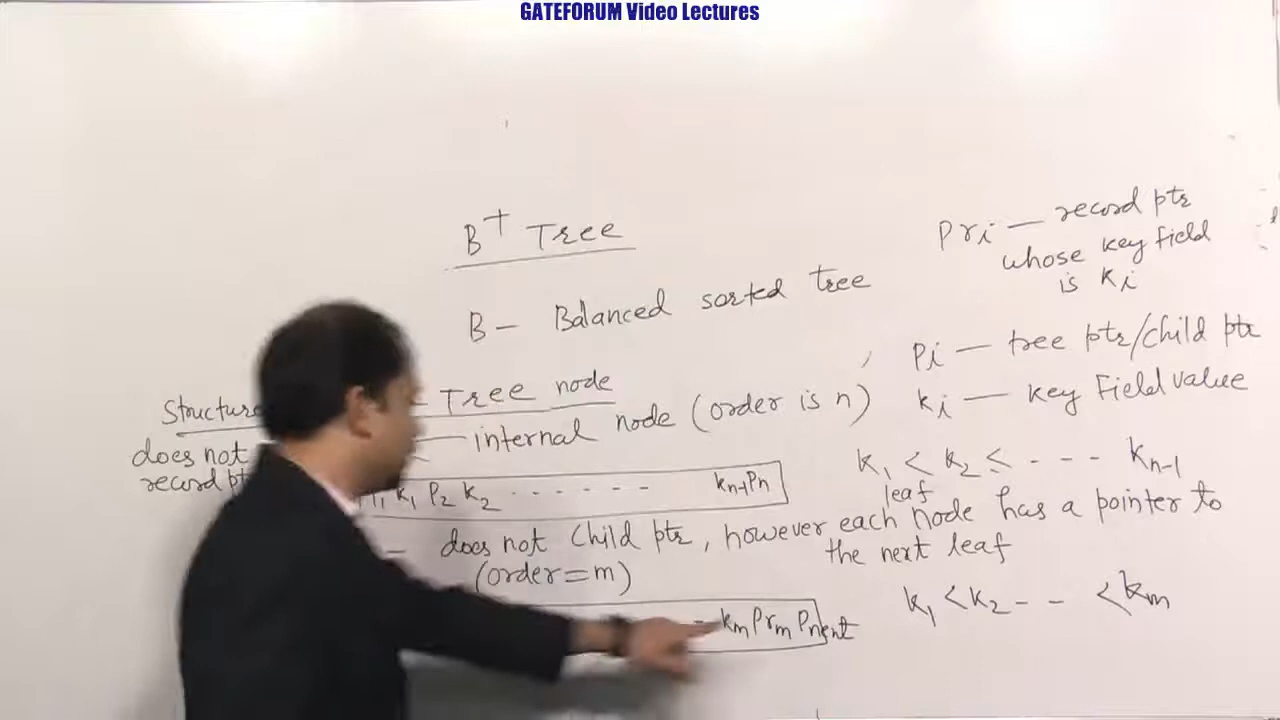 GATEFORUM Video Lectures
B+ Tree
B - Balanced sorted tree
Structure Tree node
does not
record pt
internal node (order is n)
k1 P2 k2 - - - - - - - kn-1 Pn
does not child ptr, however each leaf node has a pointer to
the next leaf
(order=m)
km Prm Pnext
Pri — record ptr
whose key field
is Ki
Pi — tree ptr/child ptr
Ki — key Field value
K1 < K2 < - - - - Kn-1
K1 < K2 - - < Km